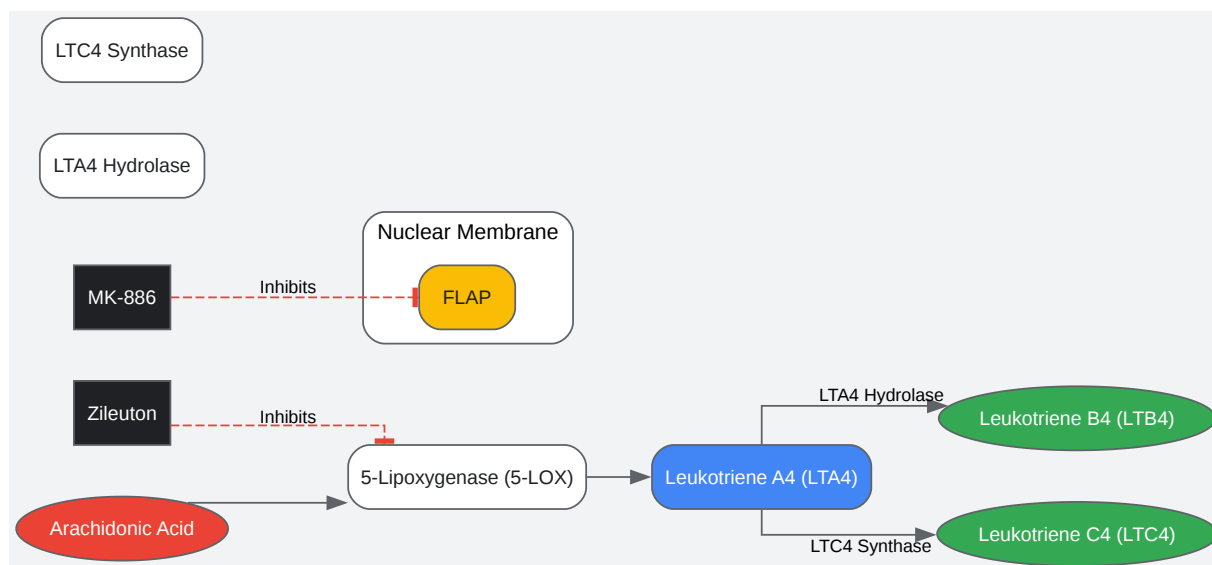 LTC4 Synthase
LTA4 Hydrolase
Nuclear Membrane
MK-886
Inhibits
FLAP
Zileuton
Inhibits
LTA4 Hydrolase
Leukotriene B4 (LTB4)
5-Lipoxygenase (5-LOX)
Leukotriene A4 (LTA4)
Arachidonic Acid
LTC4 Synthase
Leukotriene C4 (LTC4)